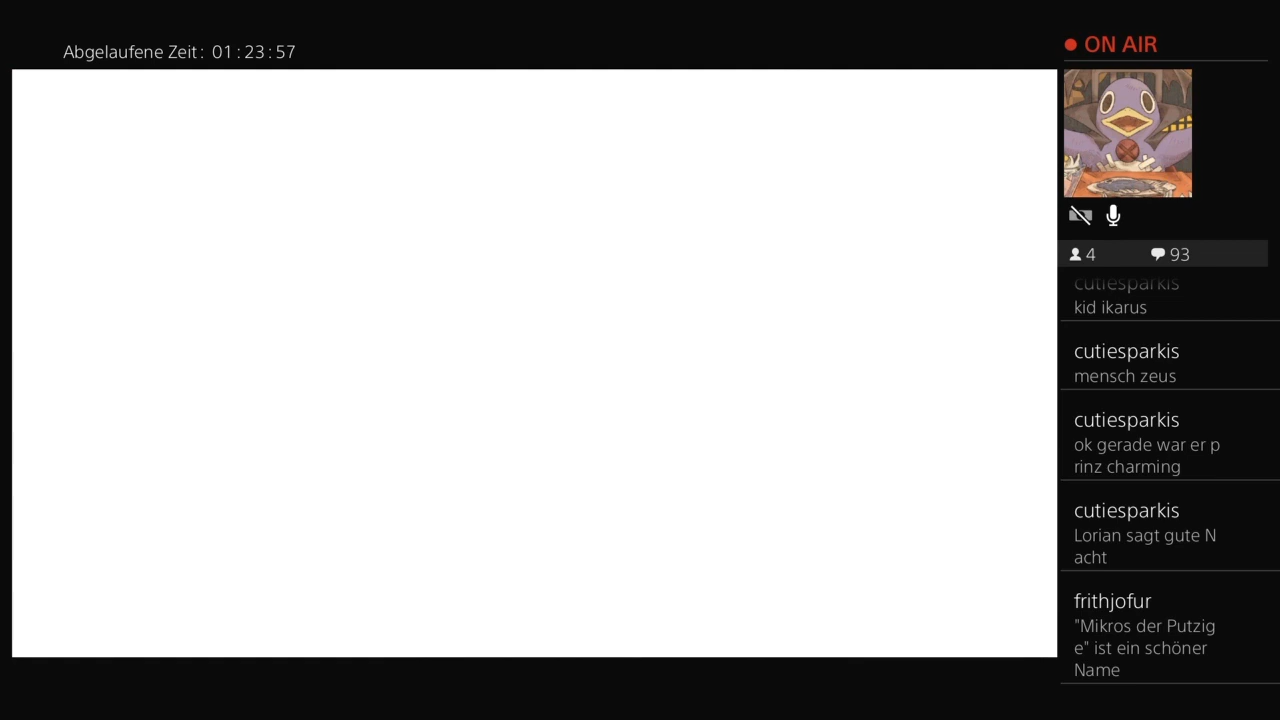 Abgelaufene Zeit: 01:23:57
ON AIR
4 93
cutiesparkis
kid ikarus
cutiesparkis
mensch zeus
cutiesparkis
ok gerade war er p
rinz charming
cutiesparkis
Lorian sagt gute N
acht
frithjofur
"Mikros der Putzig
e" ist ein schöner
Name